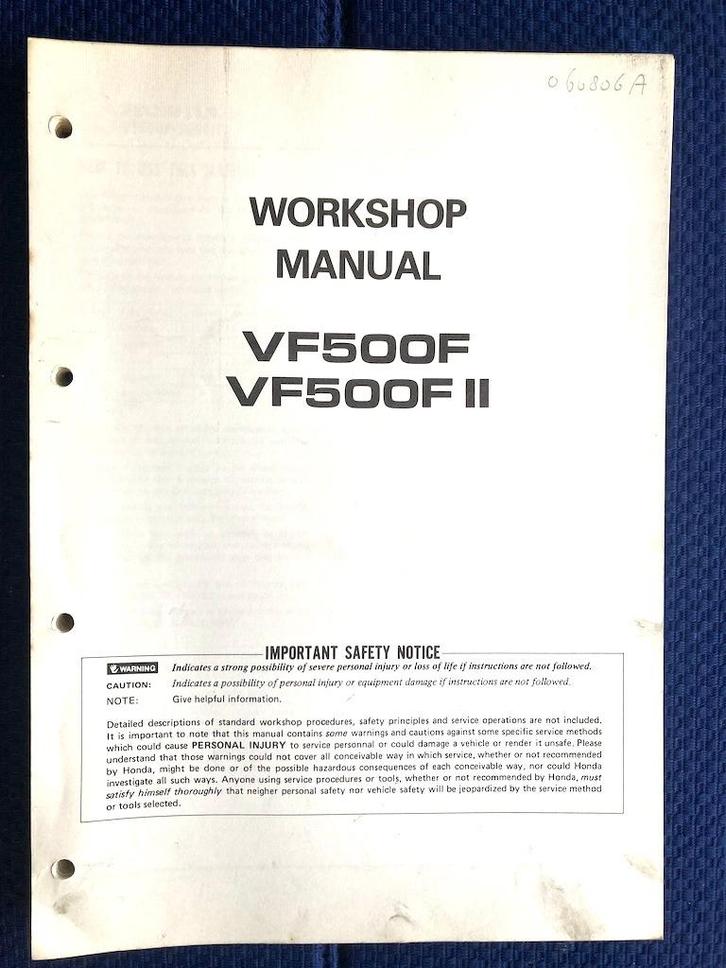 060806A
WORKSHOP
MANUAL
VF500F
VF500F II
IMPORTANT SAFETY NOTICE
WARNING Indicates a strong possibility of severe personal injury or loss of life if instructions are not followed.
CAUTION: Indicates a possibility of personal injury or equipment damage if instructions are not followed.
NOTE: Give helpful information.
Detailed descriptions of standard workshop procedures, safety principles and service operations are not included.
It is important to note that this manual contains some warnings and cautions against some specific service methods
which could cause PERSONAL INJURY to service personnal or could damage a vehicle or render it unsafe. Please
understand that those warnings could not cover all conceivable way in which service, whether or not recommended
by Honda, might be done or of the possible hazardous consequences of each conceivable way, nor could Honda
investigate all such ways. Anyone using service procedures or tools, whether or not recommended by Honda, must
satisfy himself thoroughly that neigher personal safety nor vehicle safety will be jeopardized by the service method
or tools selected.